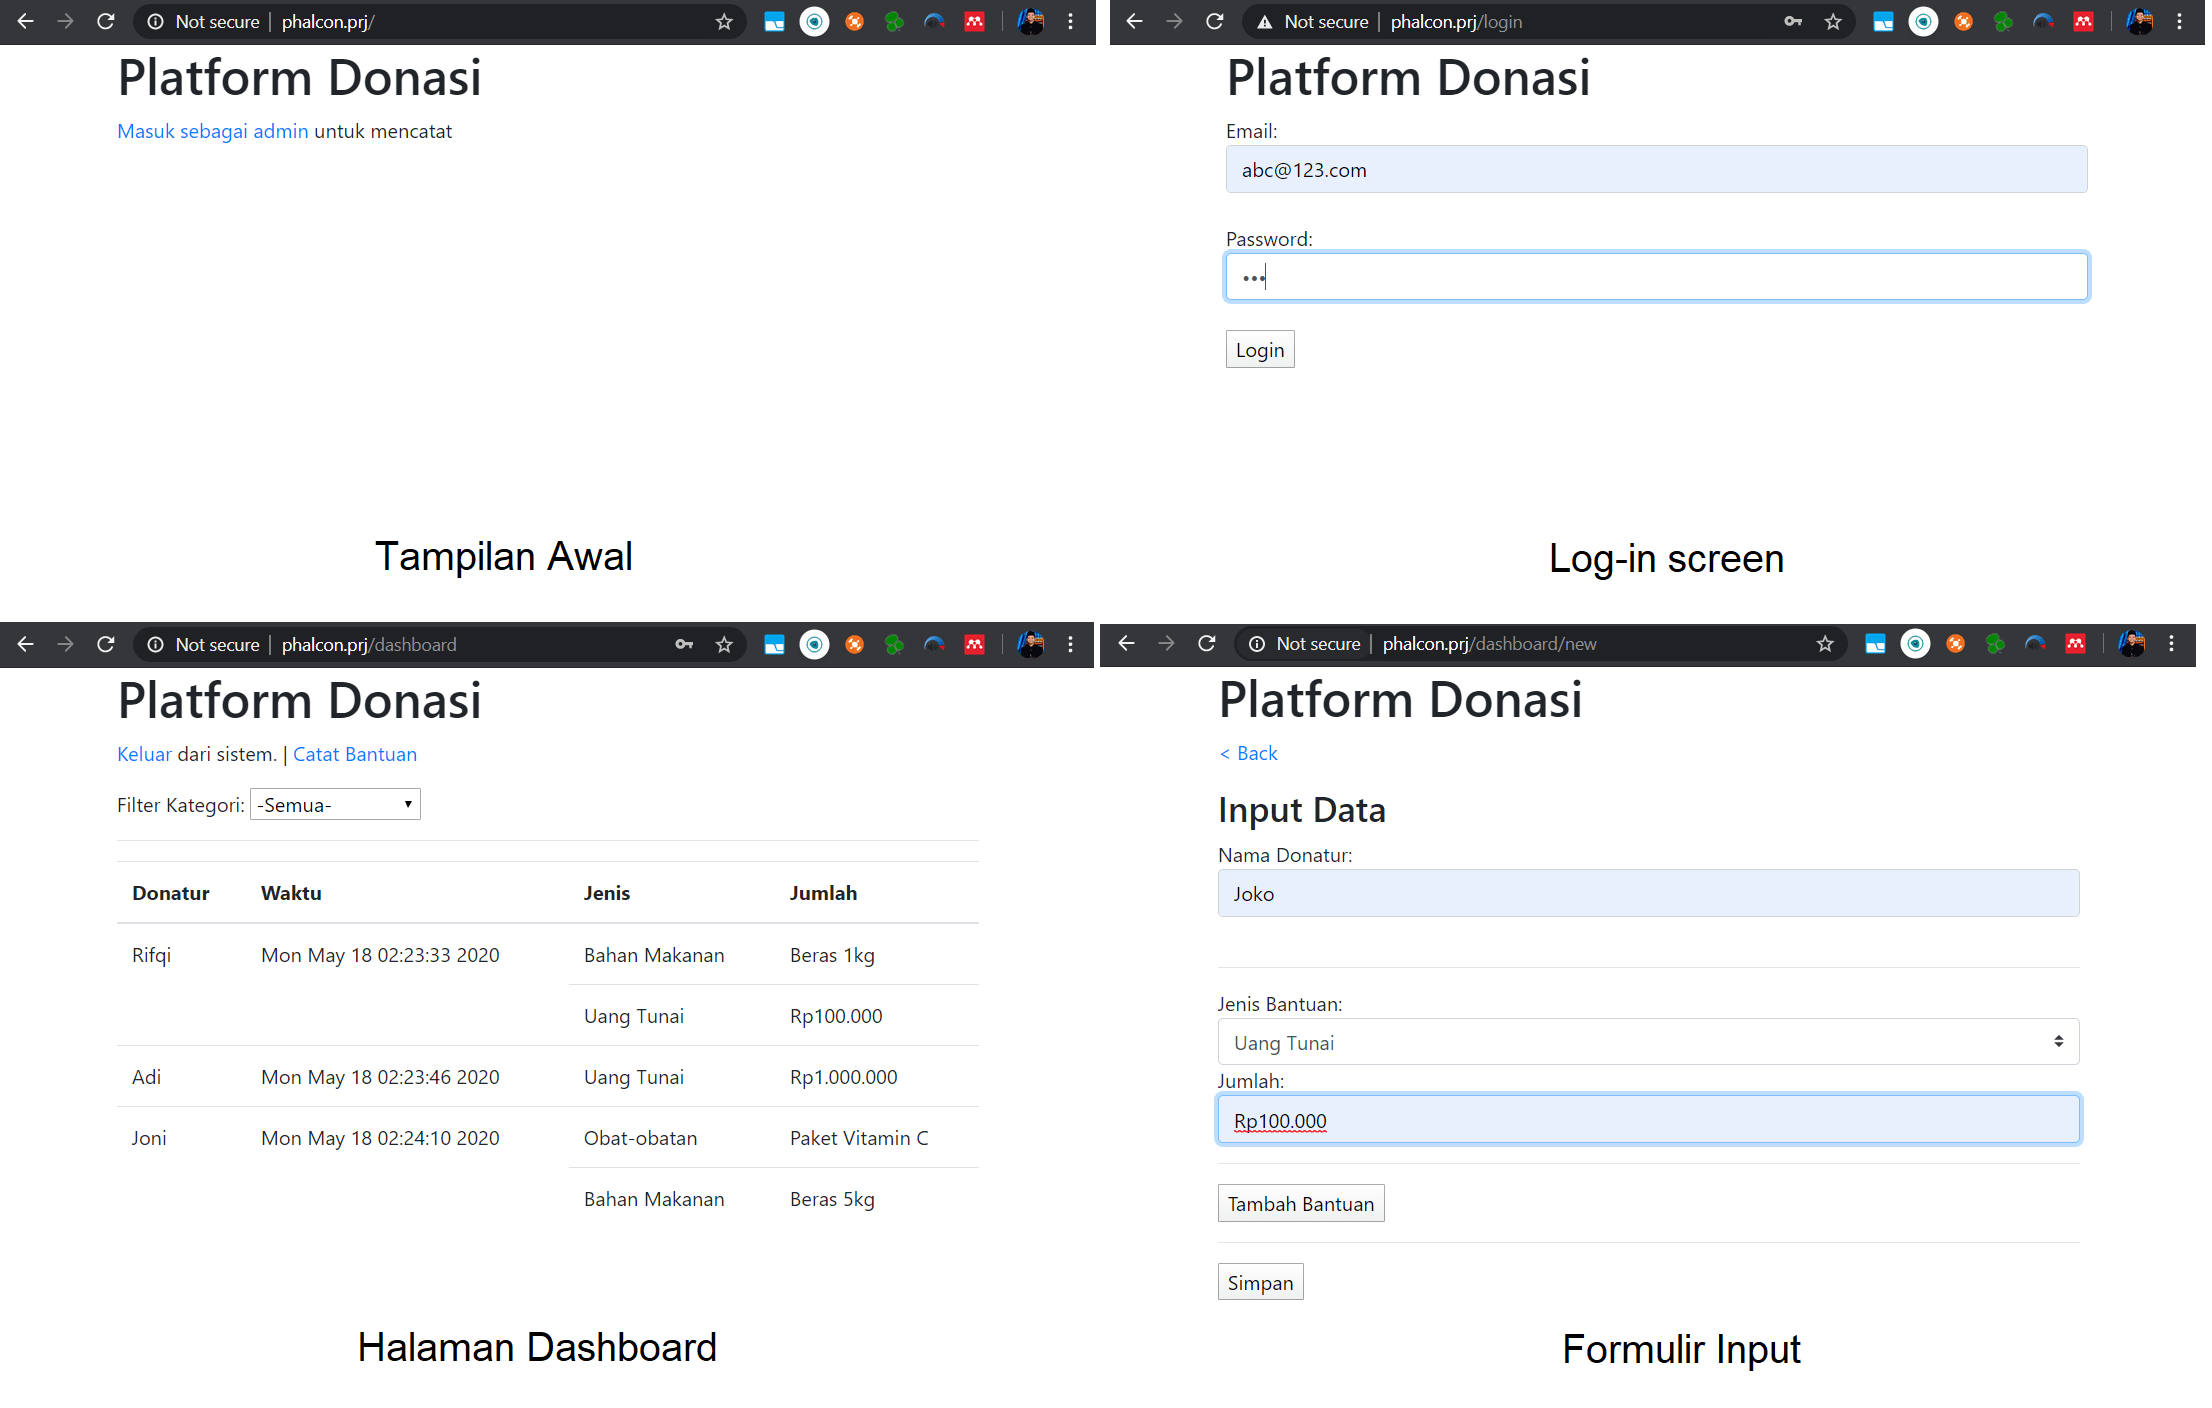 Not secure | phalcon.prj/
Platform Donasi
Masuk sebagai admin untuk mencatat
Tampilan Awal
Not secure | phalcon.prj/login
Platform Donasi
Email:
abc@123.com
Password:
•••
Login
Log-in screen
Not secure | phalcon.prj/dashboard
Platform Donasi
Keluar dari sistem. | Catat Bantuan
Filter Kategori: -Semua-
Donatur Waktu Jenis Jumlah
Rifqi Mon May 18 02:23:33 2020 Bahan Makanan Beras 1kg
Uang Tunai Rp100.000
Adi Mon May 18 02:23:46 2020 Uang Tunai Rp1.000.000
Joni Mon May 18 02:24:10 2020 Obat-obatan Paket Vitamin C
Bahan Makanan Beras 5kg
Halaman Dashboard
Not secure | phalcon.prj/dashboard/new
Platform Donasi
< Back
Input Data
Nama Donatur:
Joko
Jenis Bantuan:
Uang Tunai
Jumlah:
Rp100.000
Tambah Bantuan
Simpan
Formulir Input